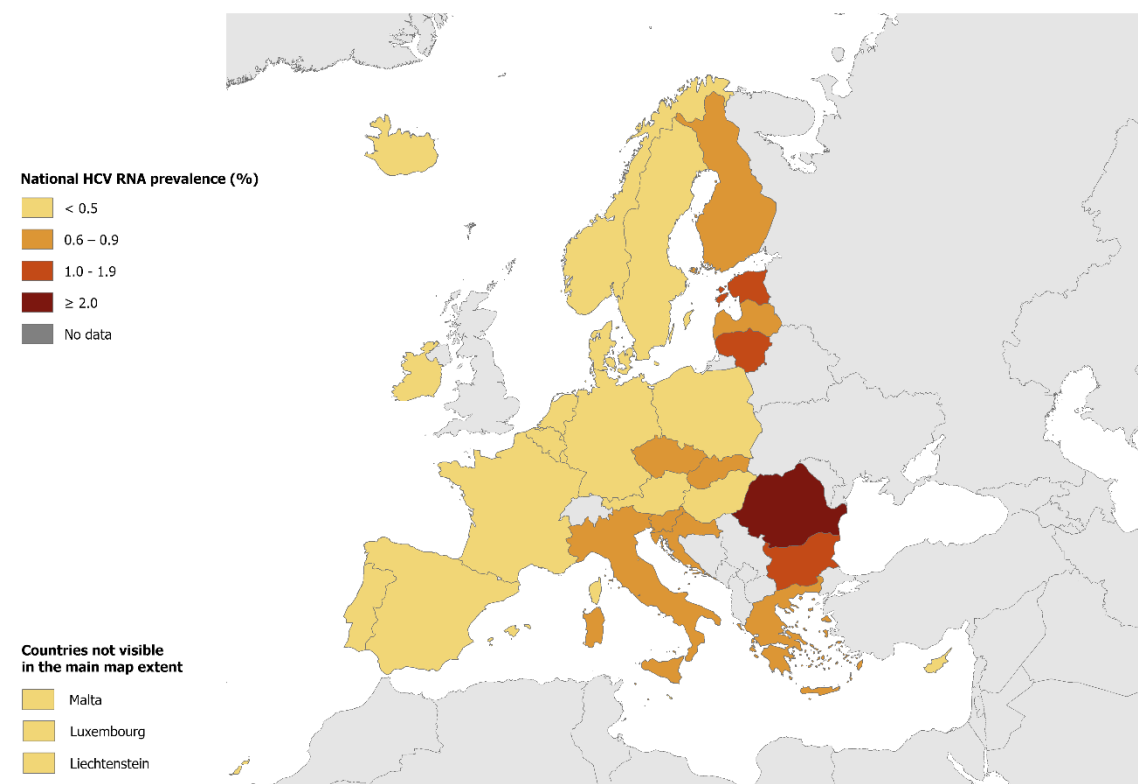 National HCV RNA prevalence (%)
< 0.5
0.6 – 0.9
1.0 - 1.9
≥ 2.0
No data
Countries not visible
in the main map extent
Malta
Luxembourg
Liechtenstein